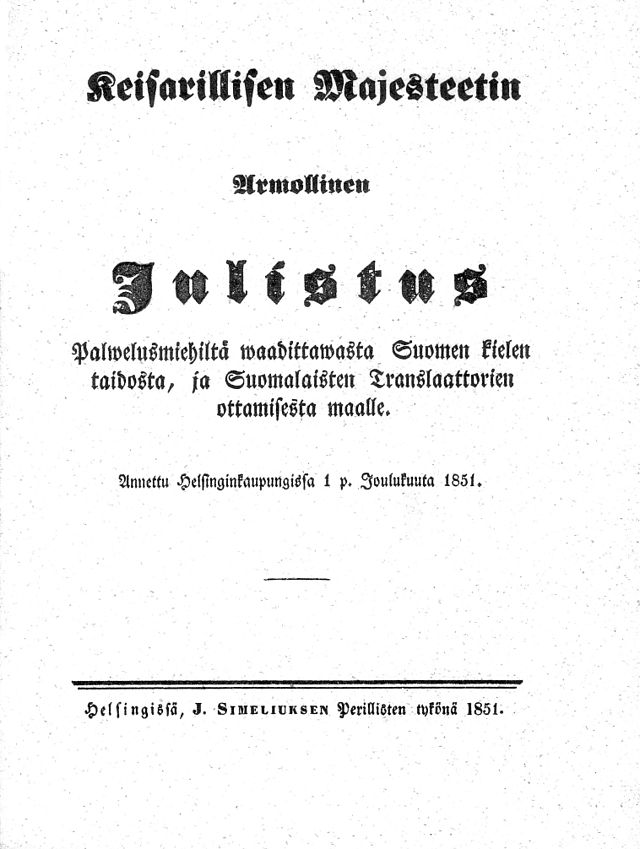 Keisarillisen Majesteetin
Armollinen
Julistus
Palwelusmiehiltä waadittawasta Suomen kielen
taidosta, ja Suomalaisten Translaattorien
ottamisesta maalle.
Annettu Helsinginkaupungissa 1 p. Joulukuuta 1851.
Helsingissä, J. SIMELIUKSEN Perillisten tykönä 1851.